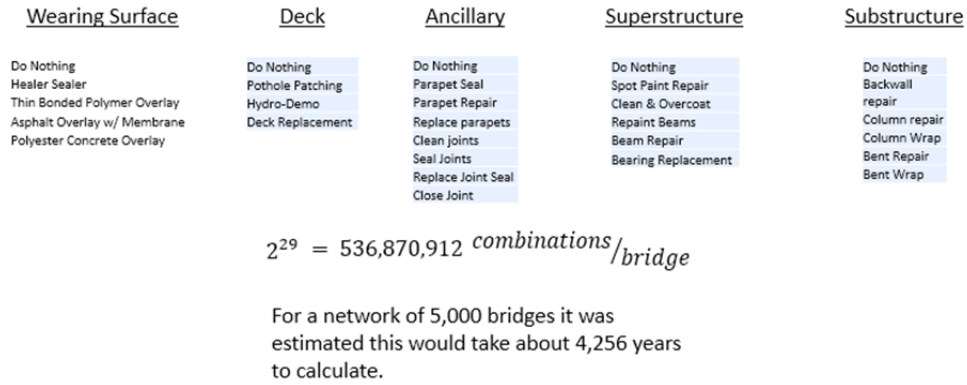 Wearing Surface
Do Nothing
Healer Sealer
Thin Bonded Polymer Overlay
Asphalt Overlay w/ Membrane
Polyester Concrete Overlay
Deck
Do Nothing
Pothole Patching
Hydro-Demo
Deck Replacement
Ancillary
Do Nothing
Parapet Seal
Parapet Repair
Replace parapets
Clean joints
Seal Joints
Replace Joint Seal
Close Joint
Superstructure
Do Nothing
Spot Paint Repair
Clean & Overcoat
Repaint Beams
Beam Repair
Bearing Replacement
Substructure
Do Nothing
Backwall
repair
Column repair
Column Wrap
Bent Repair
Bent Wrap
2²⁹ = 536,870,912 combinations/bridge
For a network of 5,000 bridges it was
estimated this would take about 4,256 years
to calculate.